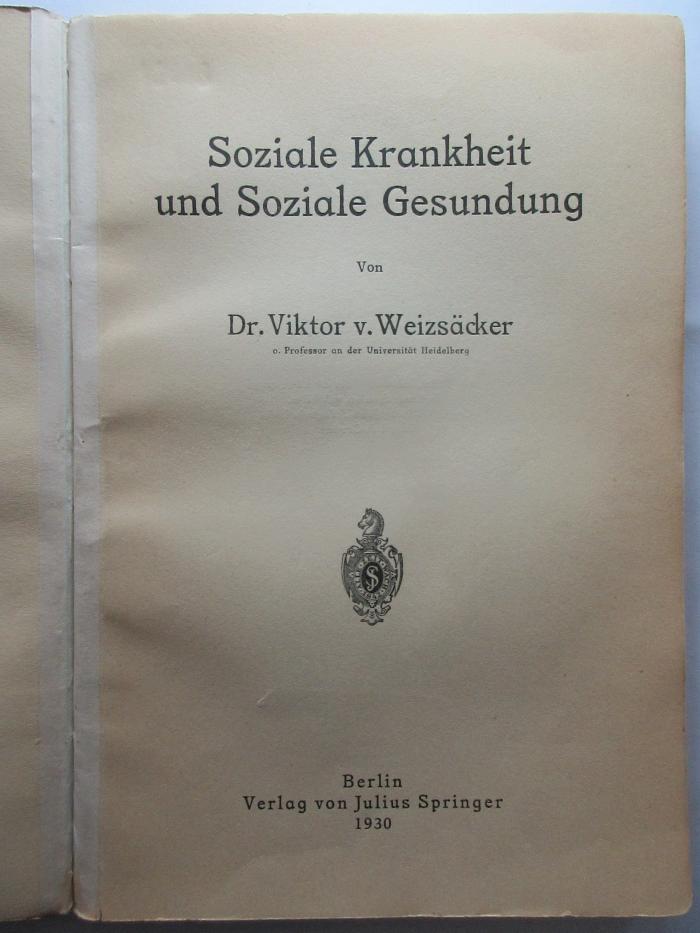 Soziale Krankheit
und Soziale Gesundung
Von
Dr. Viktor v. Weizsäcker
o. Professor an der Universität Heidelberg
Berlin
Verlag von Julius Springer
1930